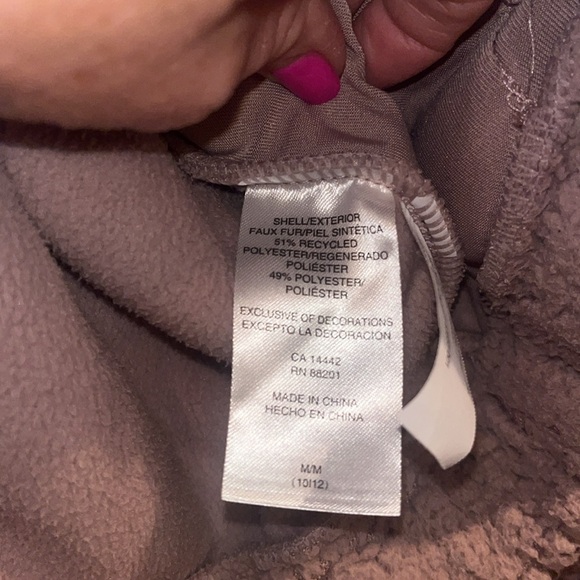 SHELL/EXTERIOR
FAUX FUR/PIEL SINTÉTICA
51% RECYCLED
POLYESTER/REGENERADO
POLIÉSTER
49% POLYESTER/
POLIÉSTER
EXCLUSIVE OF DECORATIONS
EXCEPTO LA DECORACIÓN
CA 14442
RN 88201
MADE IN CHINA
HECHO EN CHINA
M/M
(10/12)